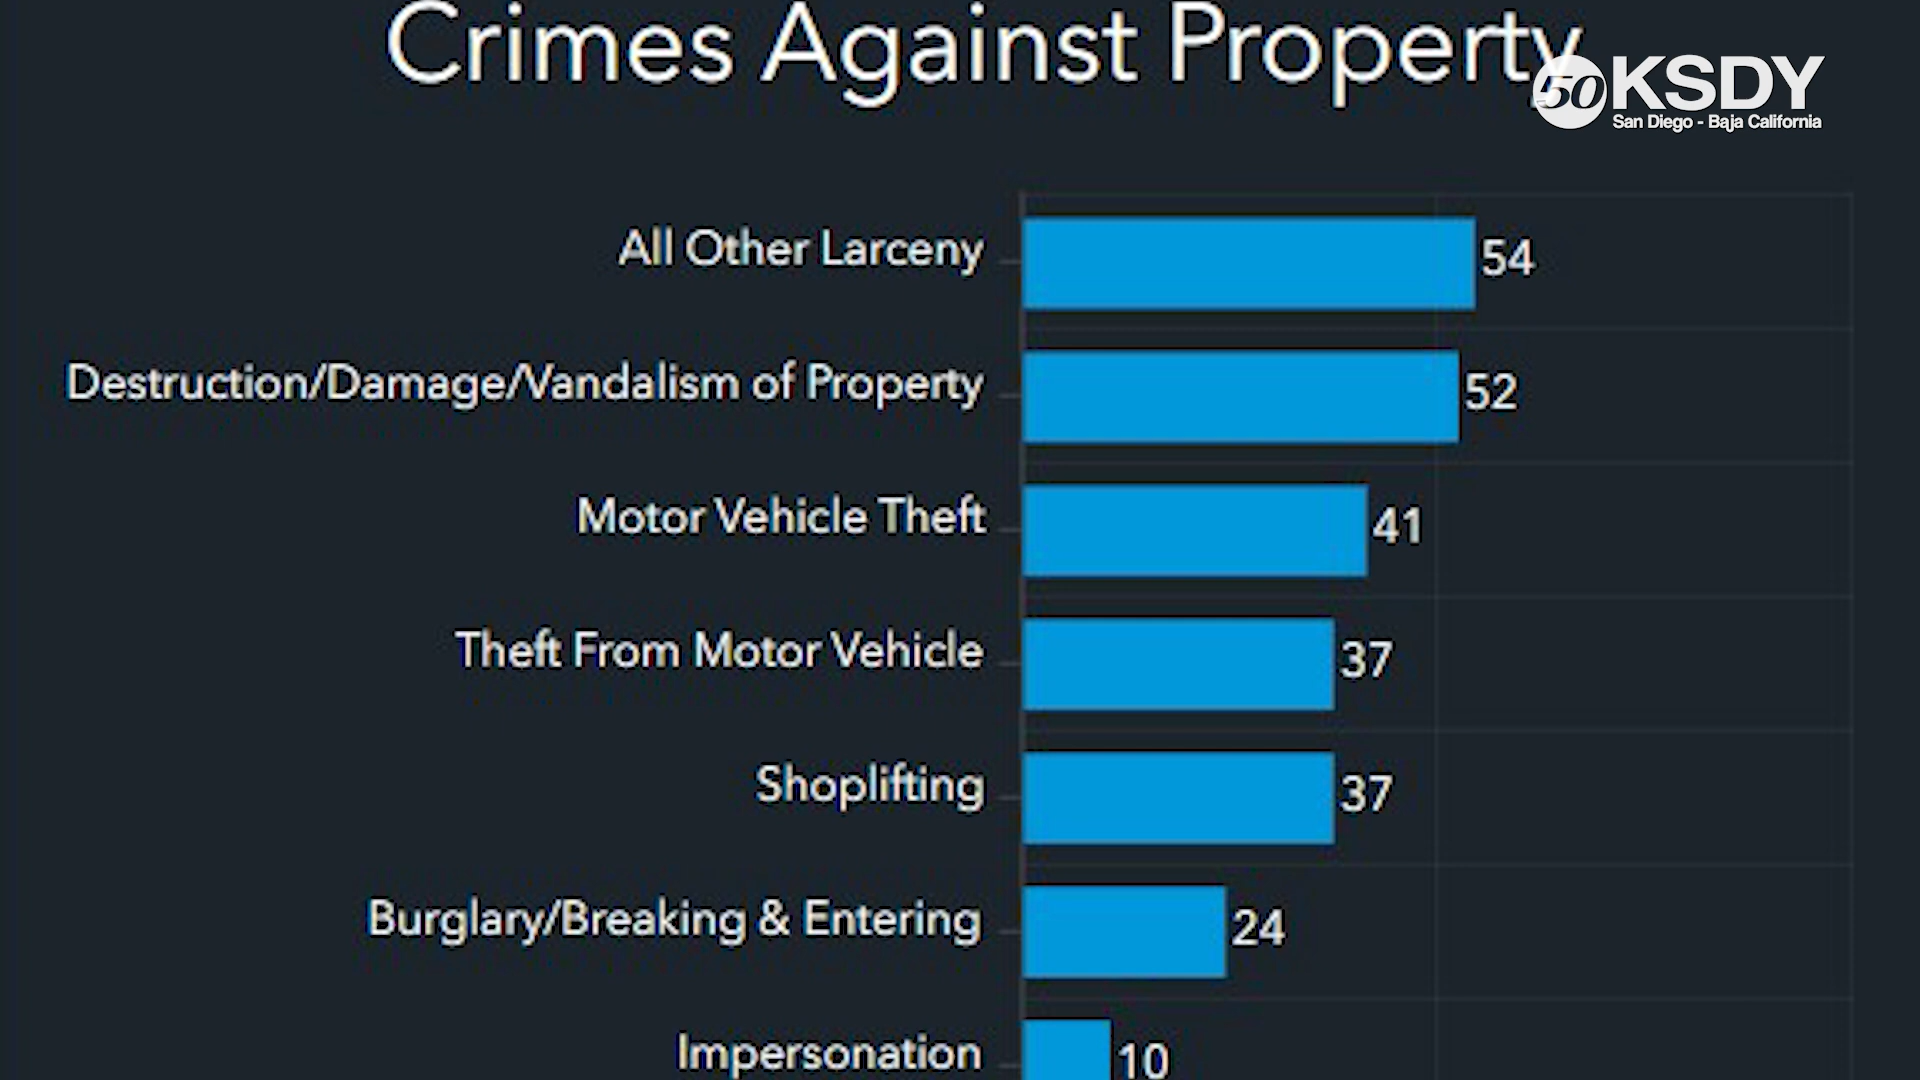 Crimes Against Property
50 KSDY
San Diego - Baja California
All Other Larceny 54
Destruction/Damage/Vandalism of Property 52
Motor Vehicle Theft 41
Theft From Motor Vehicle 37
Shoplifting 37
Burglary/Breaking & Entering 24
Impersonation 10